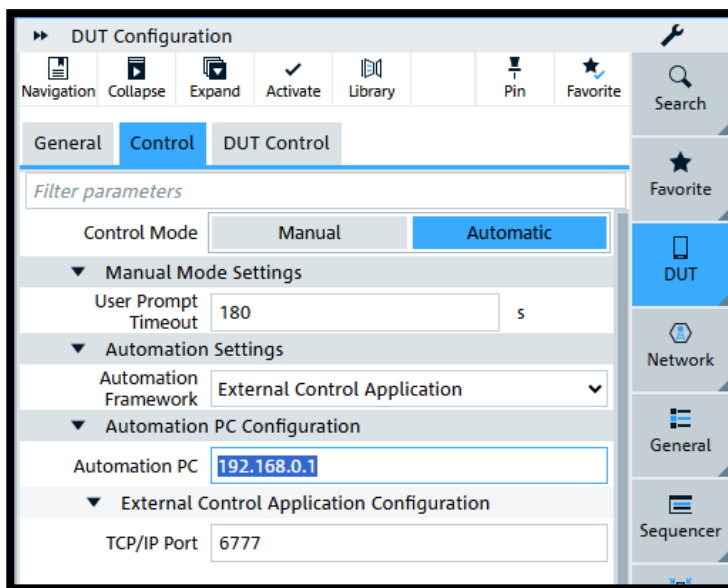 DUT Configuration
Navigation Collapse Expand Activate Library Pin Favorite
General Control DUT Control
Filter parameters
Control Mode Manual Automatic
Manual Mode Settings
User Prompt
Timeout 180 s
Automation Settings
Automation
Framework External Control Application
Automation PC Configuration
Automation PC 192.168.0.1
External Control Application Configuration
TCP/IP Port 6777
Search
Favorite
DUT
Network
General
Sequencer